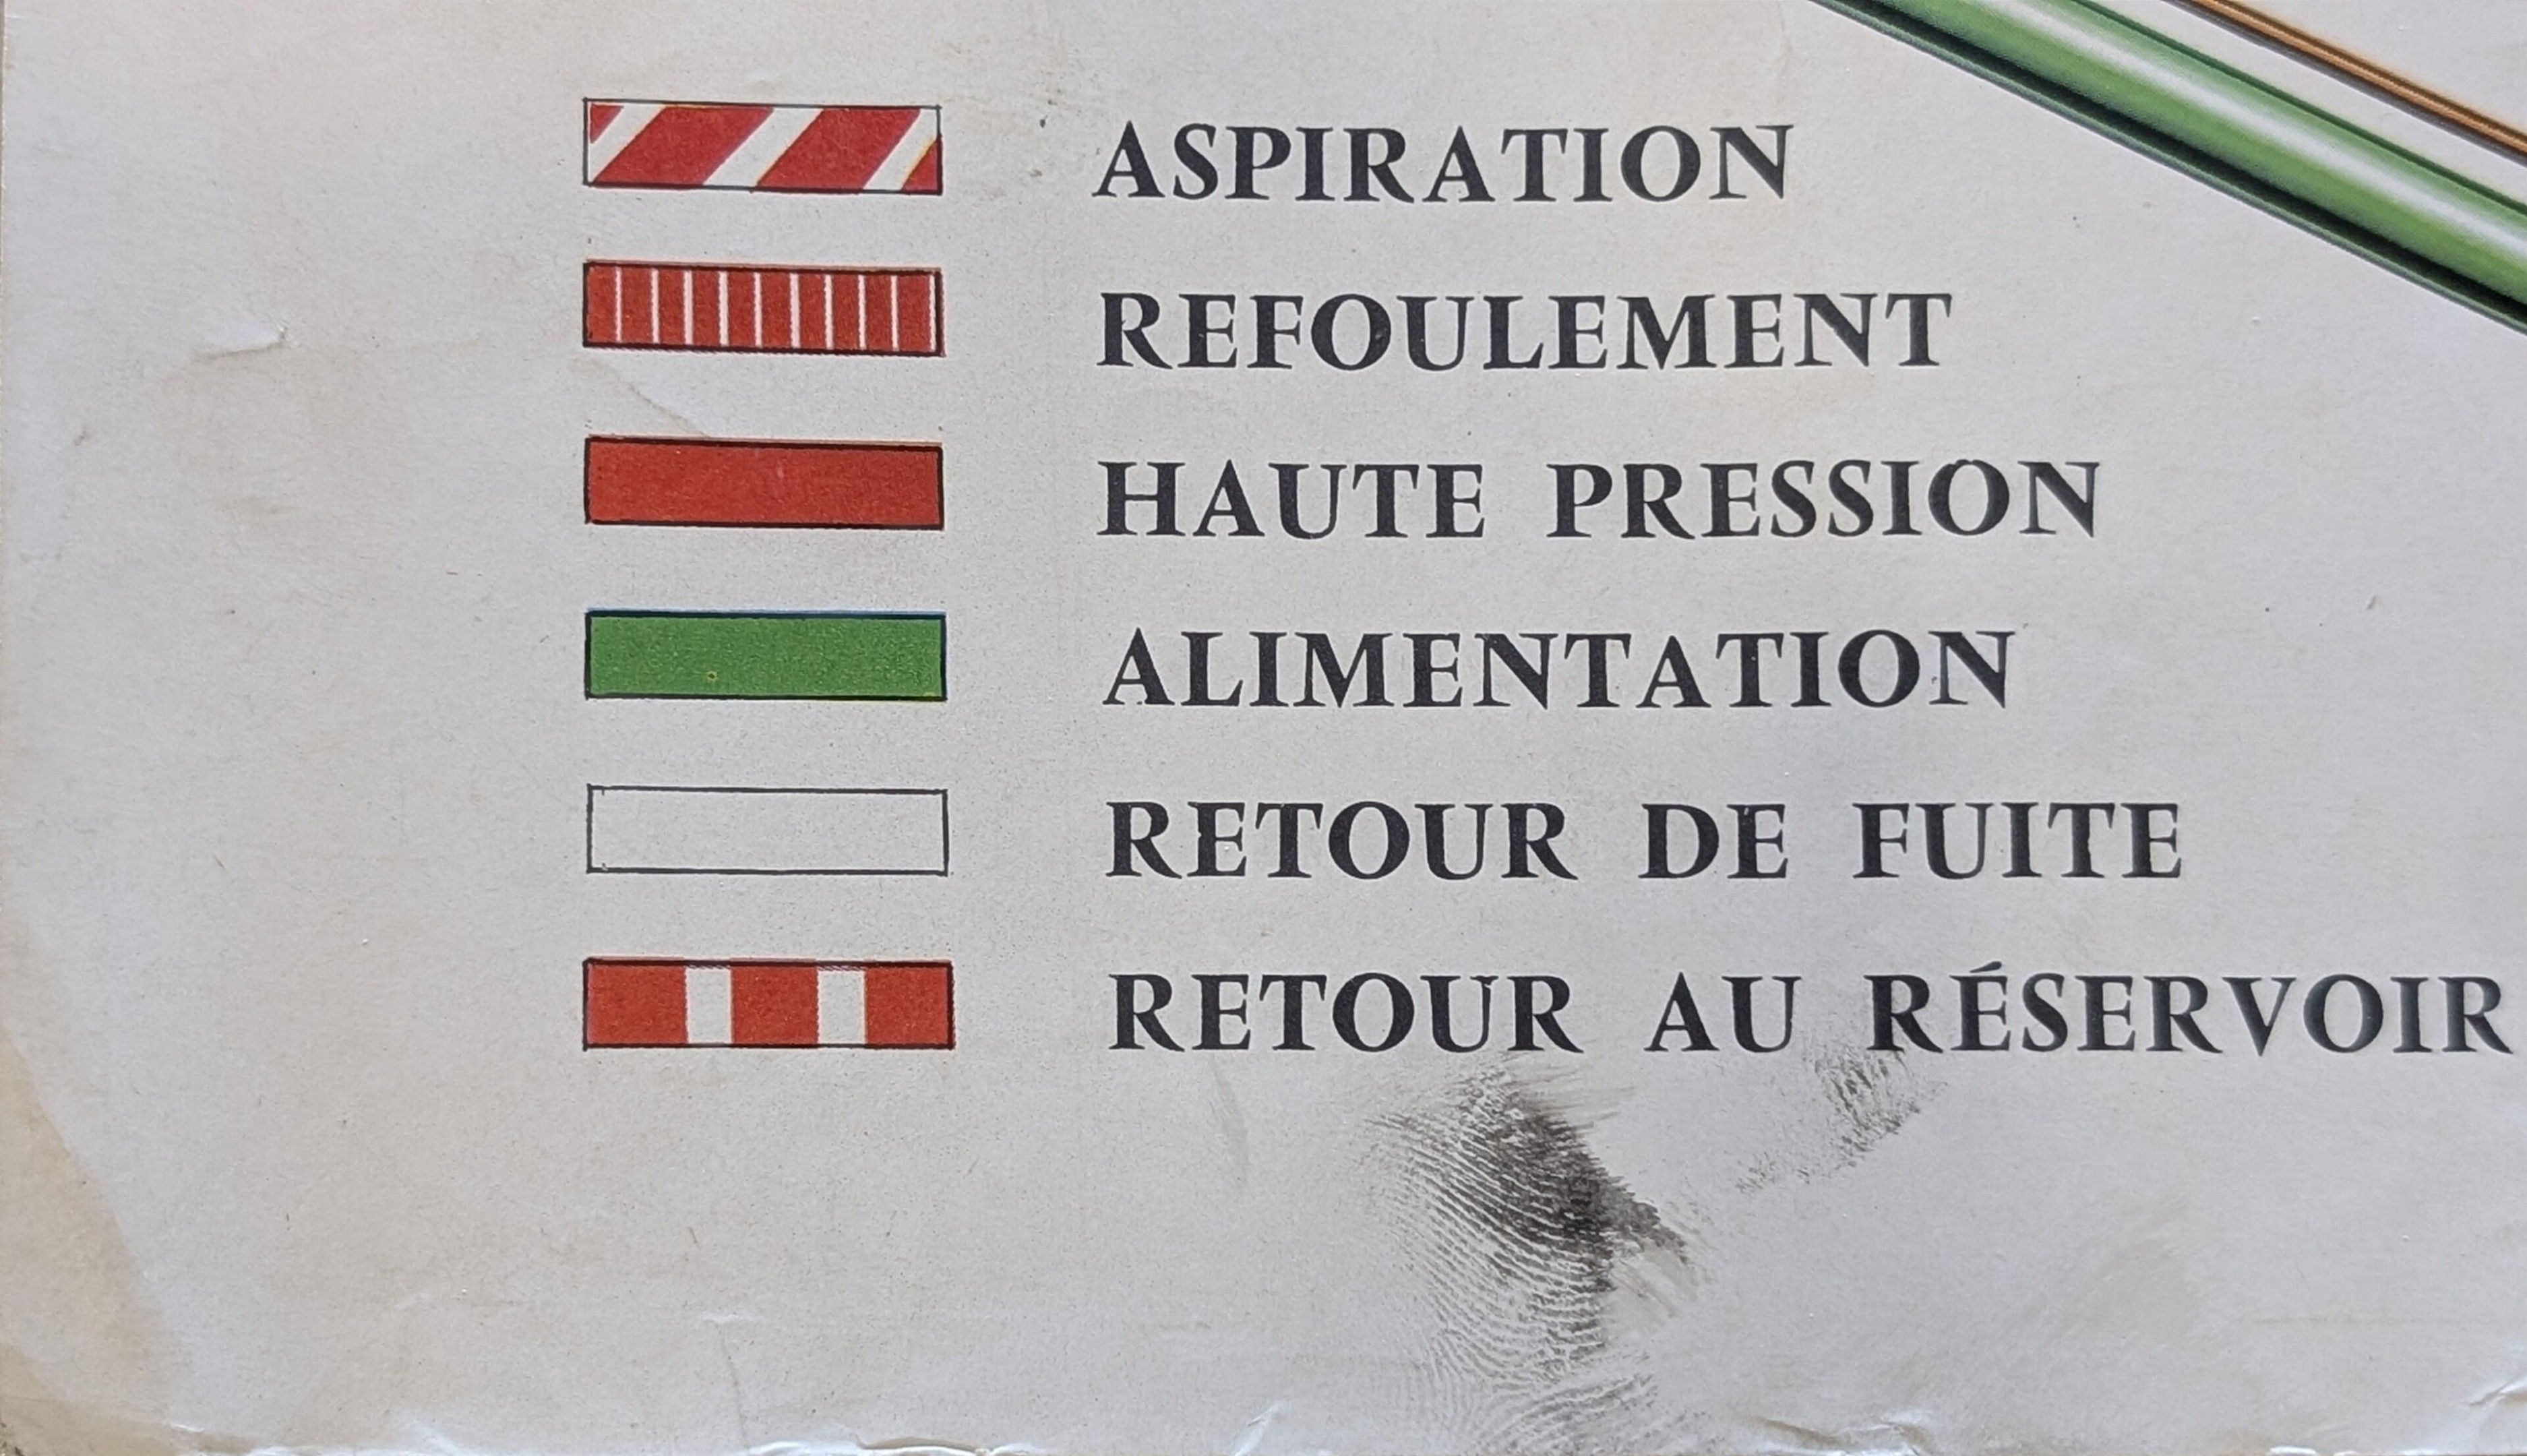 ASPIRATION
REFOULEMENT
HAUTE PRESSION
ALIMENTATION
RETOUR DE FUITE
RETOUR AU RÉSERVOIR